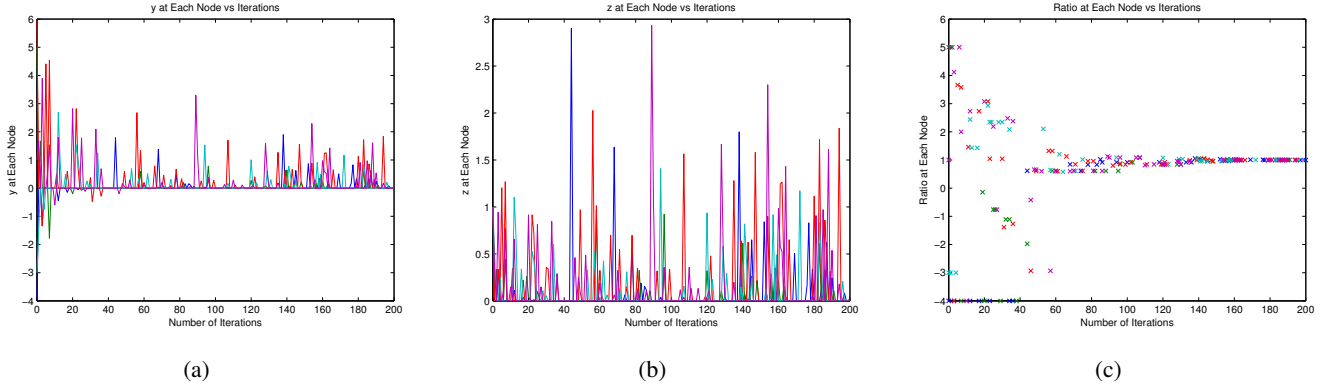 y at Each Node vs Iterations
6
5
4
3
2
1
0
−1
−2
−3
−4
y at Each Node
0 20 40 60 80 100 120 140 160 180 200
Number of Iterations
(a)
z at Each Node vs Iterations
3
2.5
2
1.5
1
0.5
0
z at Each Node
0 20 40 60 80 100 120 140 160 180 200
Number of Iterations
(b)
Ratio at Each Node vs Iterations
6
5
4
3
2
1
0
−1
−2
−3
−4
Ratio at Each Node
0 20 40 60 80 100 120 140 160 180 200
Number of Iterations
(c)